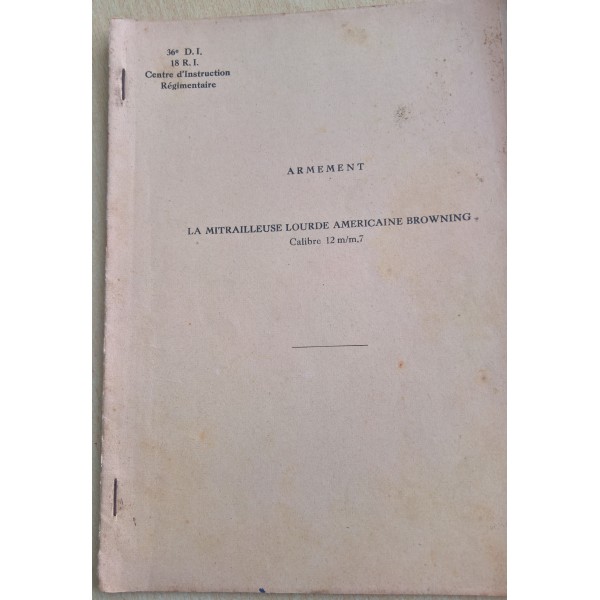 36e D. I.
18 R. I.
Centre d'Instruction
Régimentaire
ARMEMENT
LA MITRAILLEUSE LOURDE AMERICAINE BROWNING
Calibre 12 m/m,7